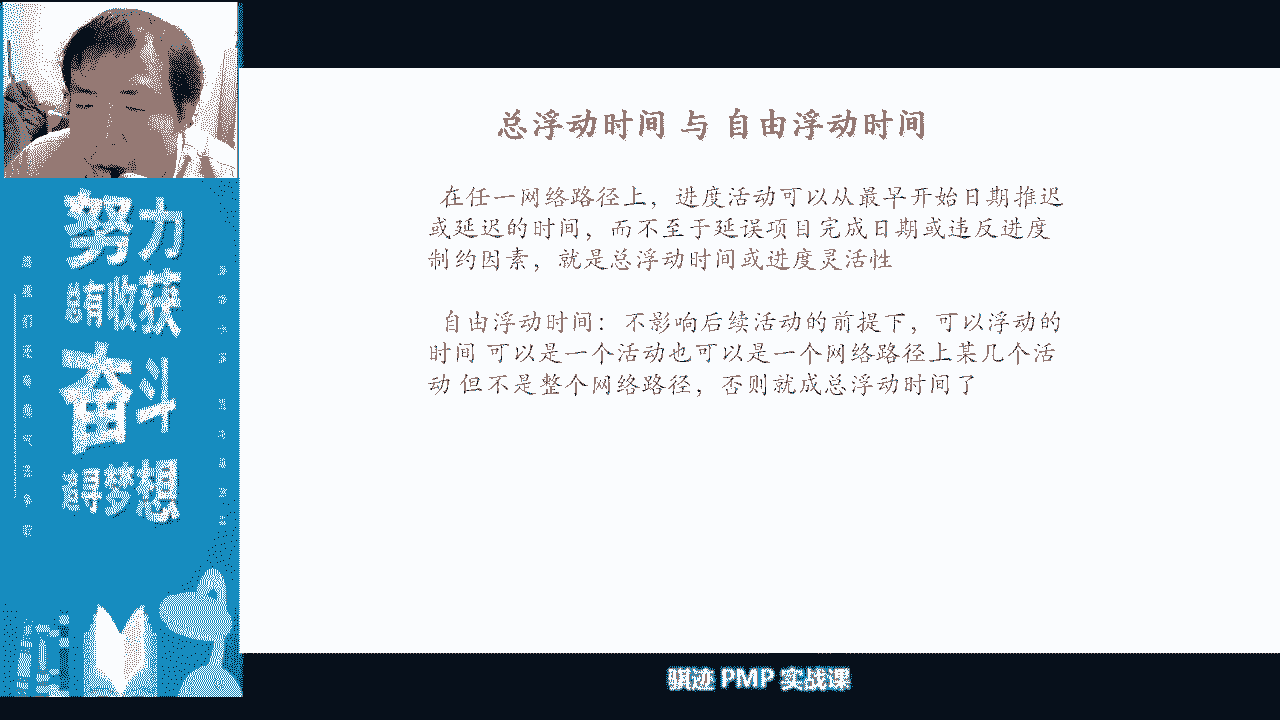 总浮动时间 与 自由浮动时间
在任一网络路径上，进度活动可以从最早开始日期推迟
或延迟的时间，而不至于延误项目完成日期或违反进度
制约因素，就是总浮动时间或进度灵活性
自由浮动时间：不影响后续活动的前提下，可以浮动的
时间 可以是一个活动也可以是一个网络路径上某几个活
动 但不是整个网络路径，否则就成总浮动时间了
努力
总有收获
奋斗
追寻梦想
骐迹 PMP 实战课